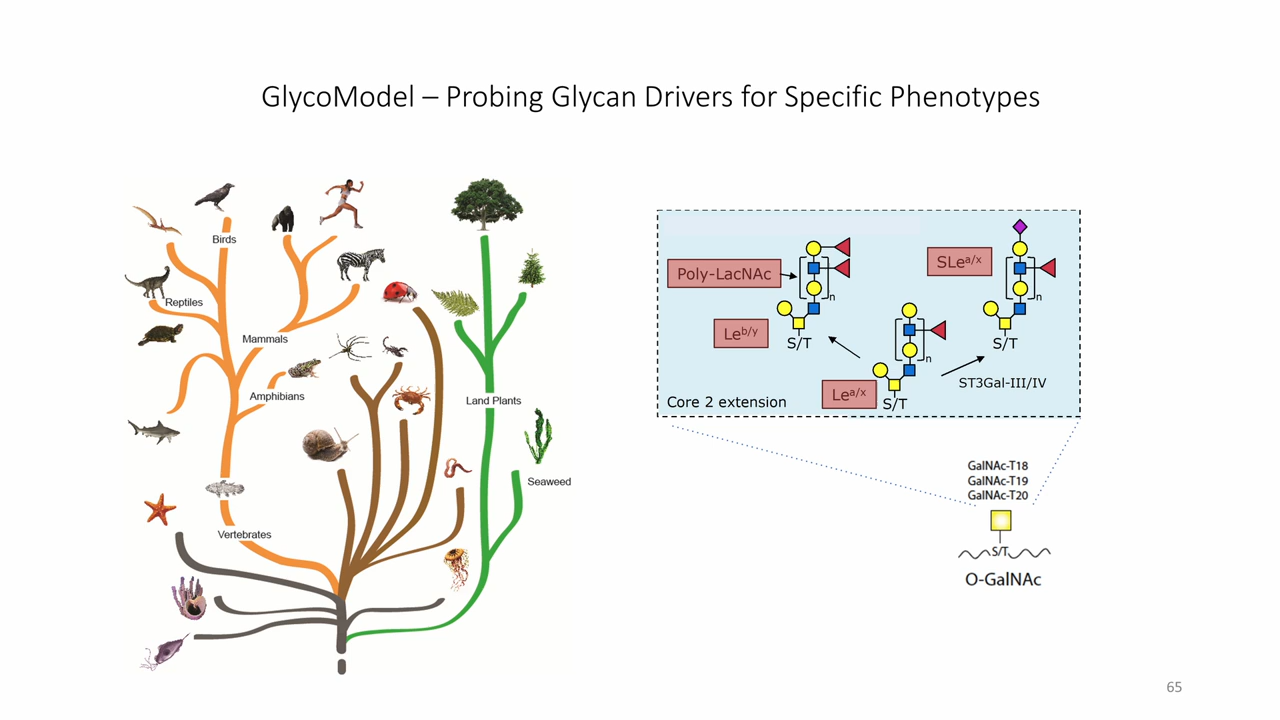 GlycoModel – Probing Glycan Drivers for Specific Phenotypes
Birds
Reptiles
Mammals
Amphibians
Land Plants
Seaweed
Vertebrates
Poly-LacNAc
n
S/T
Le^b/y
SLe^a/x
n
S/T
n
ST3Gal-III/IV
Le^a/x
S/T
Core 2 extension
GalNAc-T18
GalNAc-T19
GalNAc-T20
S/T
O-GalNAc
65